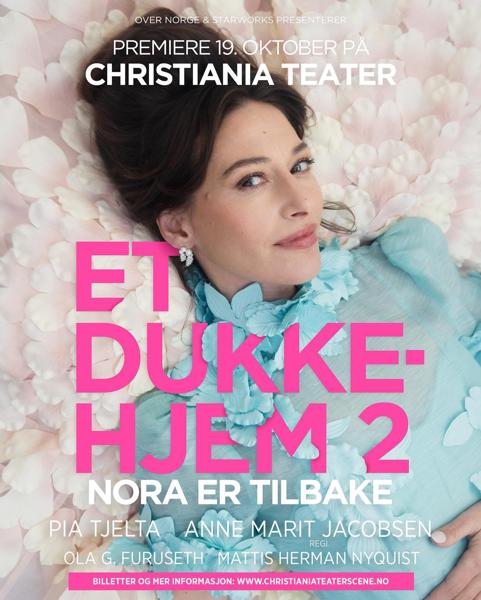 OVER NORGE & STARWORKS PRESENTERER
PREMIERE 19. OKTOBER PÅ
CHRISTIANIA TEATER
ET
DUKKE-
HJEM 2
NORA ER TILBAKE
PIA TJELTA ANNE MARIT JACOBSEN
REGI
OLA G. FURUSETH MATTIS HERMAN NYQUIST
BILLETTER OG MER INFORMASJON: WWW.CHRISTIANIATEATERSCENE.NO